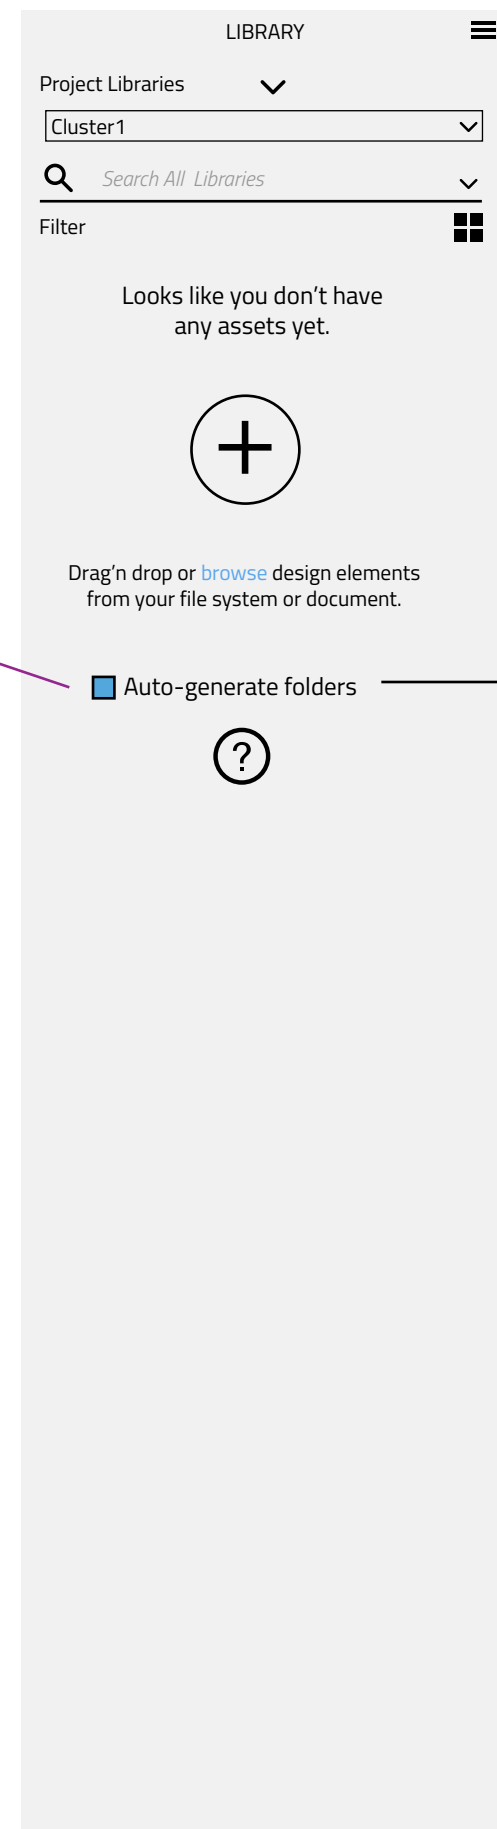 LIBRARY
Project Libraries
Cluster1
Search All Libraries
Filter
Looks like you don’t have
any assets yet.
Drag’n drop or browse design elements
from your file system or document.
Auto-generate folders
?